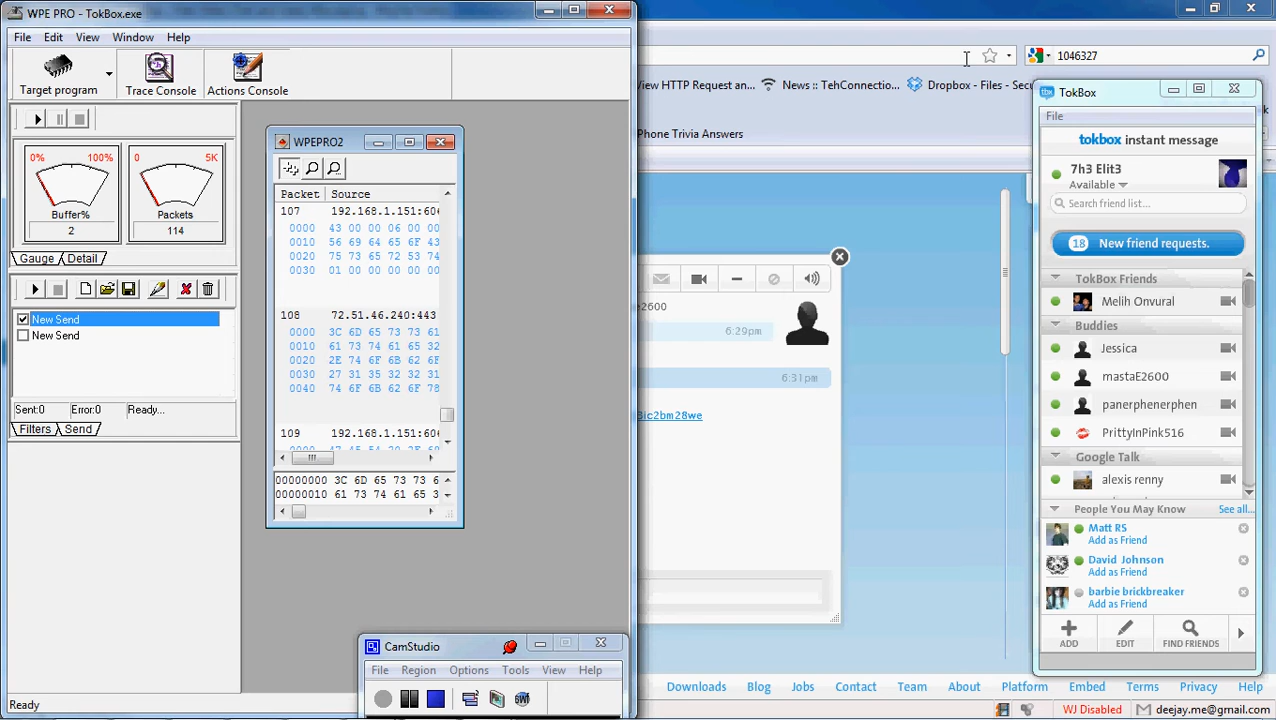 WPE PRO - TokBox.exe
File Edit View Window Help
Target program
Trace Console
Actions Console
0% 100%
Buffer%
2
0 5K
Packets
114
Gauge Detail
New Send
New Send
Sent:0 Error:0 Ready...
Filters Send
Ready
WPEPRO2
Packet Source
107 192.168.1.151:60
0000 43 00 00 06 00 00
0010 56 69 64 65 6F 43
0020 75 73 65 72 53 74
0030 01 00 00 00 00 00
108 72.51.46.240:443
0000 3C 6D 65 73 73 61
0010 61 73 74 61 65 32
0020 2E 74 6F 6B 62 6F
0030 27 31 35 32 32 31
0040 74 6F 6B 62 6F 78
109 192.168.1.151:60
00000000 3C 6D 65 73 73 6
00000010 61 73 74 61 65 3
CamStudio
File Region Options Tools View Help
1046327
View HTTP Request an... News :: TehConnectio... Dropbox - Files - Secu
Phone Trivia Answers
e2600
6:29pm
6:31pm
3ic2bm28we
TokBox
File
tokbox instant message
7h3 Elit3
Available
Search friend list...
18 New friend requests.
TokBox Friends
Melih Onvural
Buddies
Jessica
mastaE2600
panerphenerphen
PrittyInPink516
Google Talk
alexis renny
People You May Know See all...
Matt RS
Add as Friend
David Johnson
Add as Friend
barbie brickbreaker
Add as Friend
ADD EDIT FIND FRIENDS
Downloads Blog Jobs Contact Team About Platform Embed Terms Privacy Help
WJ Disabled deejay.me@gmail.com